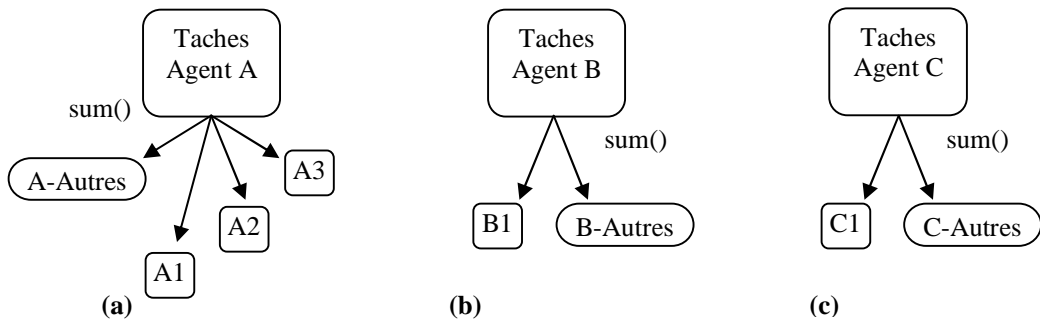 Taches
Agent A
sum()
A-Autres
A3
A2
A1
(a)
Taches
Agent B
sum()
B1
B-Autres
(b)
Taches
Agent C
sum()
C1
C-Autres
(c)